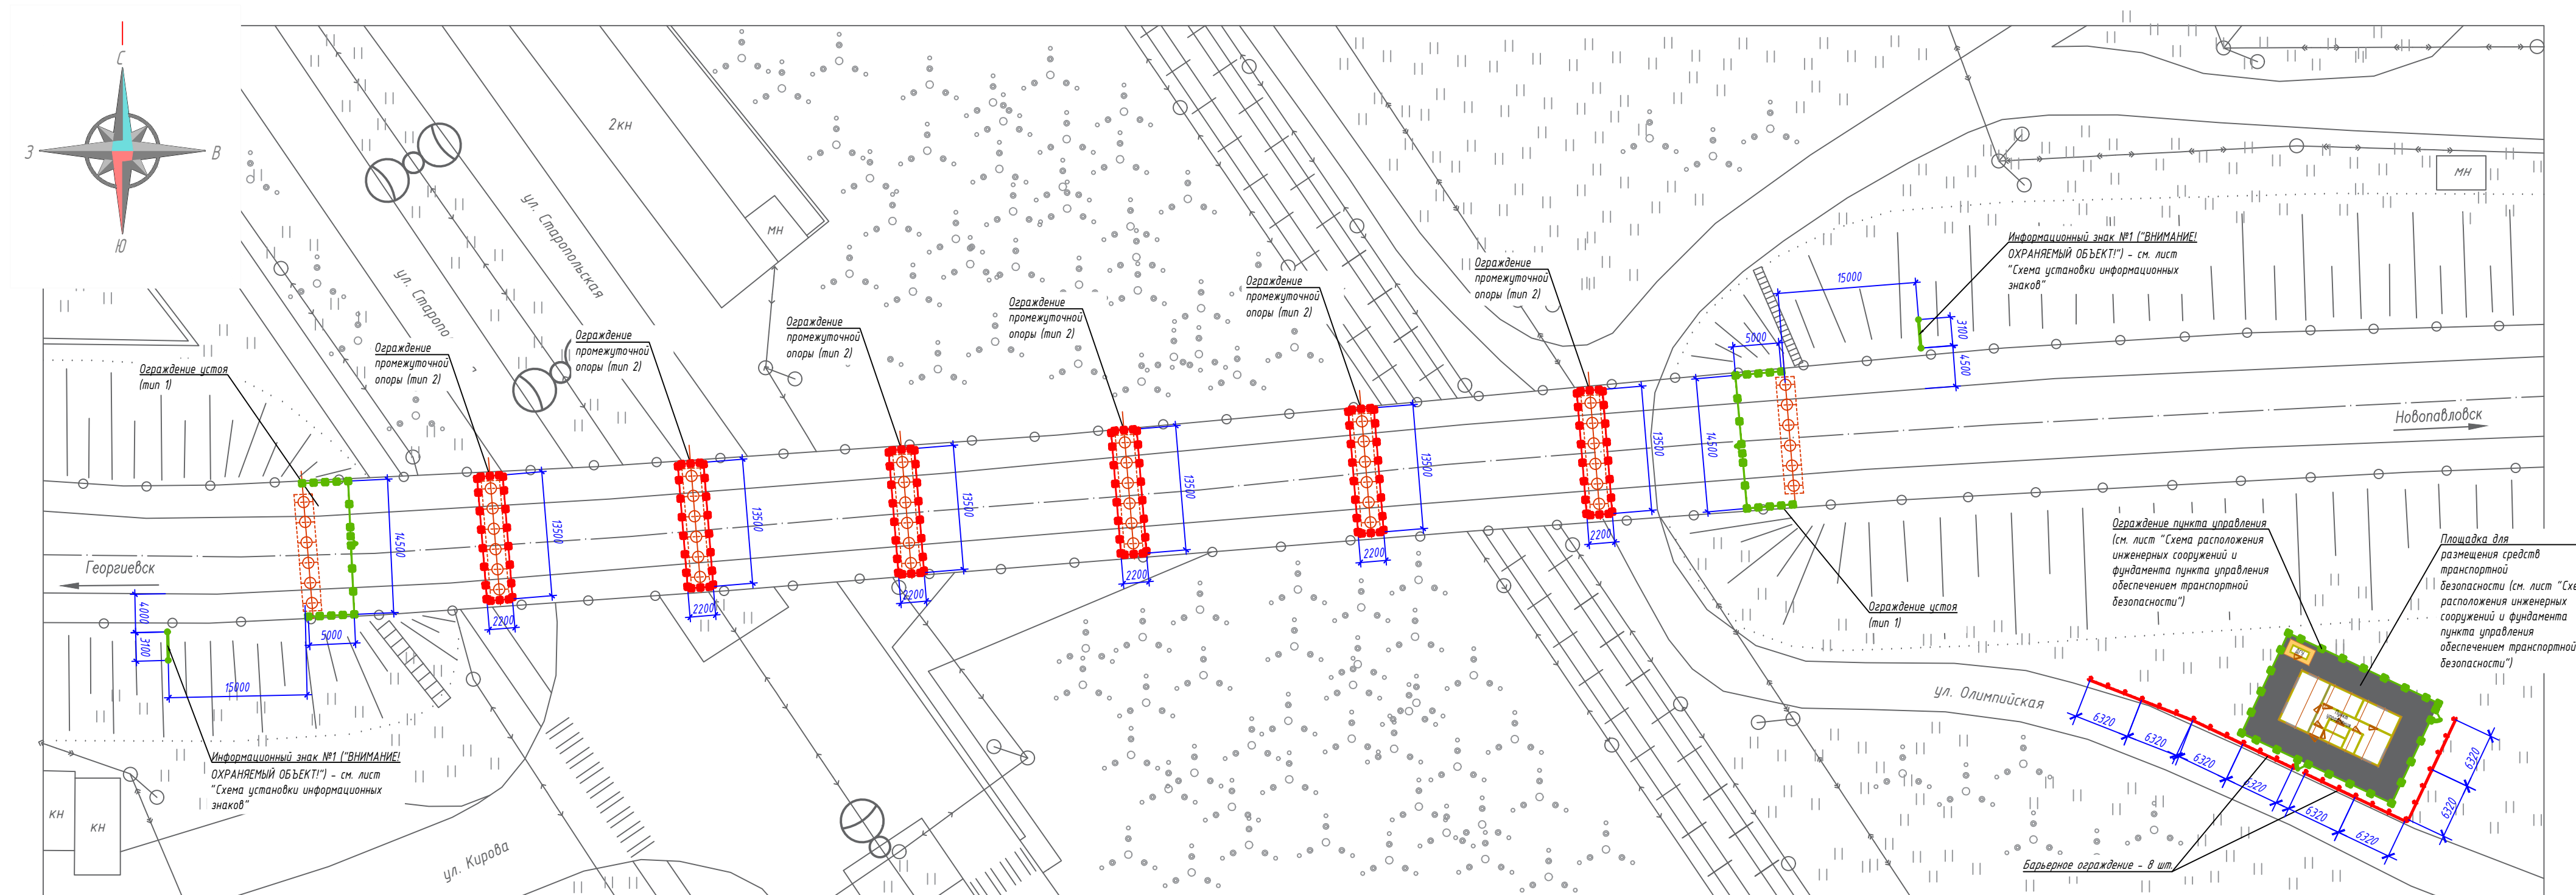 С
З
В
Ю
2кн
мн
ул. Старопольская
ул. Старопо
Ограждение устоя
(тип 1)
Ограждение
промежуточной
опоры (тип 2)
Ограждение
промежуточной
опоры (тип 2)
Ограждение
промежуточной
опоры (тип 2)
Ограждение
промежуточной
опоры (тип 2)
Ограждение
промежуточной
опоры (тип 2)
Ограждение
промежуточной
опоры (тип 2)
15000
5000
3100
4500
Информационный знак №1 ("ВНИМАНИЕ!
ОХРАНЯЕМЫЙ ОБЪЕКТ!") - см. лист
"Схема установки информационных
знаков"
мн
Новопавловск
Георгиевск
14500
13500
13500
13500
13500
13500
13500
14500
2200
2200
2200
2200
2200
2200
4000
3100
5000
15000
Информационный знак №1 ("ВНИМАНИЕ!
ОХРАНЯЕМЫЙ ОБЪЕКТ!") - см. лист
"Схема установки информационных
знаков"
кн
кн
ул. Кирова
Ограждение устоя
(тип 1)
Ограждение пункта управления
(см. лист "Схема расположения
инженерных сооружений и
фундамента пункта управления
обеспечением транспортной
безопасности")
Площадка для
размещения средств
транспортной
безопасности (см. лист "Схе
расположения инженерных
сооружений и фундамента
пункта управления
обеспечением транспортной
безопасности")
ул. Олимпийская
6320
6320
6320
6320
6320
6320
6320
6320
Барьерное ограждение - 8 шт.